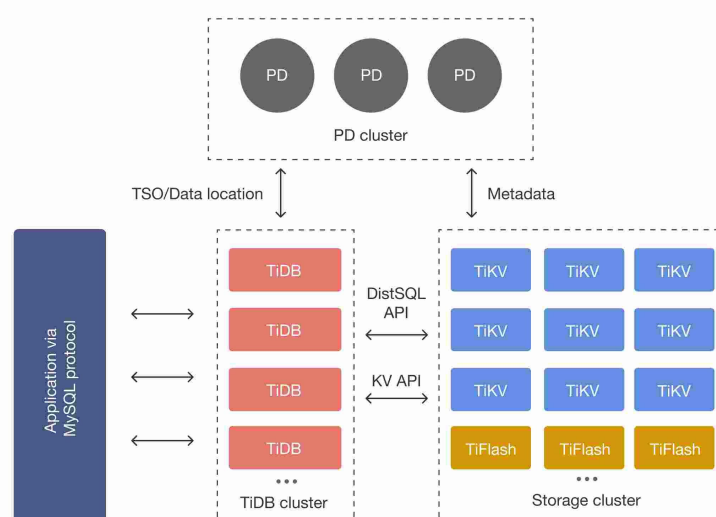 PD PD PD
PD cluster
TSO/Data location
Metadata
Application via
MySQL protocol
TiDB
TiDB
TiDB
TiDB
TiDB cluster
DistSQL
API
KV API
TiKV TiKV TiKV
TiKV TiKV TiKV
TiKV TiKV TiKV
TiFlash TiFlash TiFlash
Storage cluster